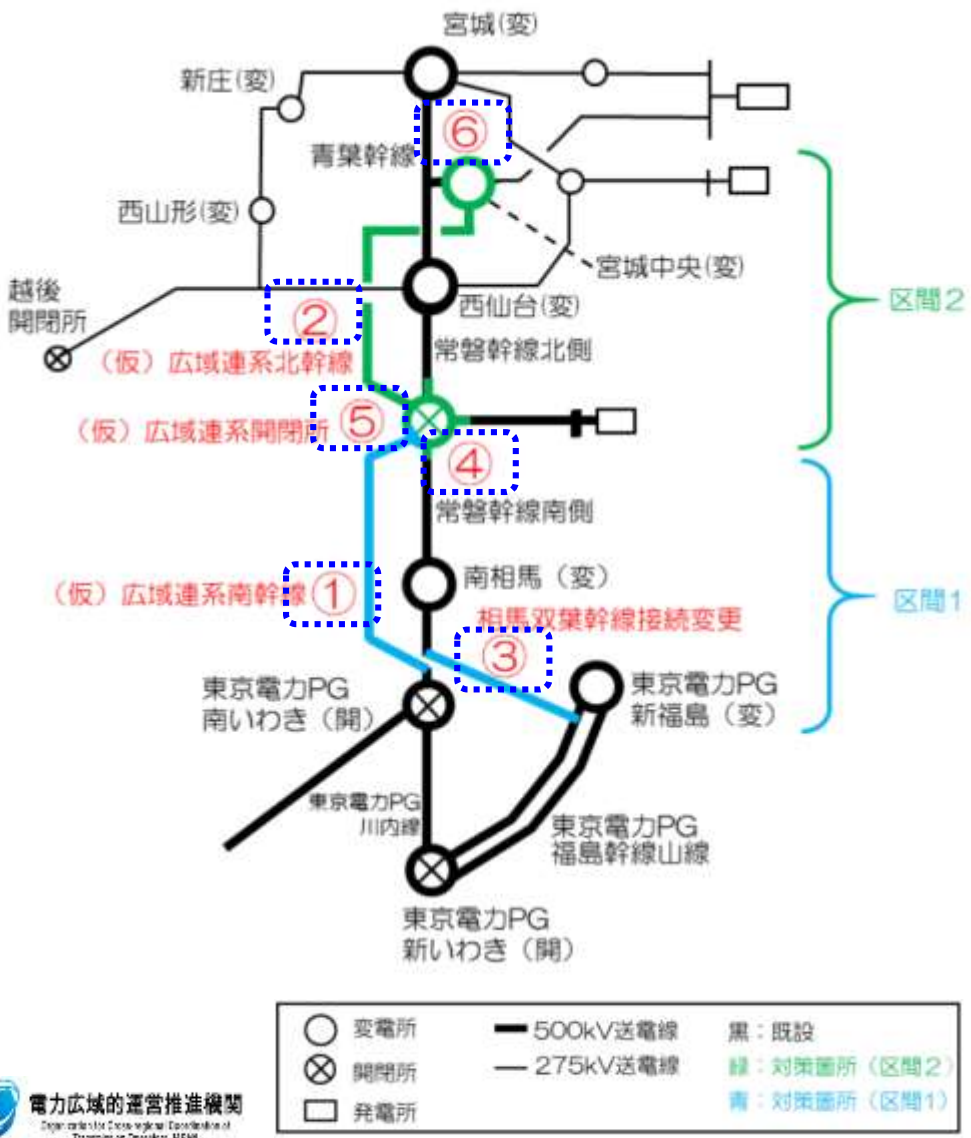 宮城(変)
新庄(変)
⑥
青葉幹線
西山形(変)
宮城中央(変)
越後
開閉所
西仙台(変)
区間2
②
常磐幹線北側
(仮)広域連系北幹線
⑤
(仮)広域連系開閉所
④
常磐幹線南側
南相馬(変)
(仮)広域連系南幹線
①
区間1
相馬双葉幹線接続変更
③
東京電力PG
南いわき(開)
東京電力PG
新福島(変)
東京電力PG
川内線
東京電力PG
福島幹線山線
東京電力PG
新いわき(開)
変電所
500kV送電線
黒:既設
開閉所
275kV送電線
緑:対策箇所(区間2)
発電所
青:対策箇所(区間1)
電力広域的運営推進機関